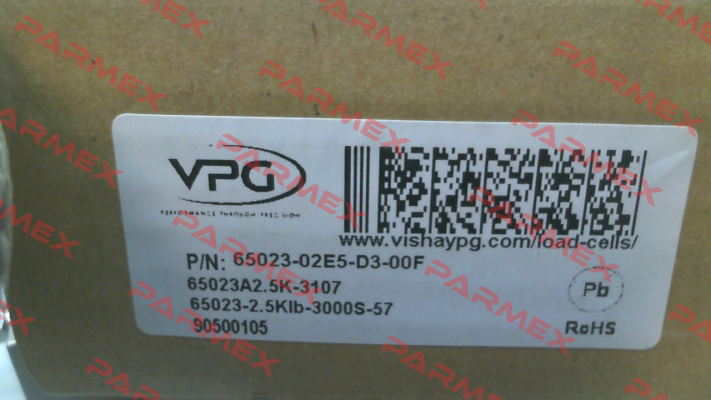 VPG
PERFORMANCE THROUGH PRECISION
www.vishaypg.com/load-cells/
P/N: 65023-02E5-D3-00F
65023A2.5K-3107
65023-2.5Klb-3000S-57
90500105
Pb
RoHS
PARMEX
PARMEX
PARMEX
PARMEX
PARMEX
PARMEX
PARMEX
PARMEX
PARMEX